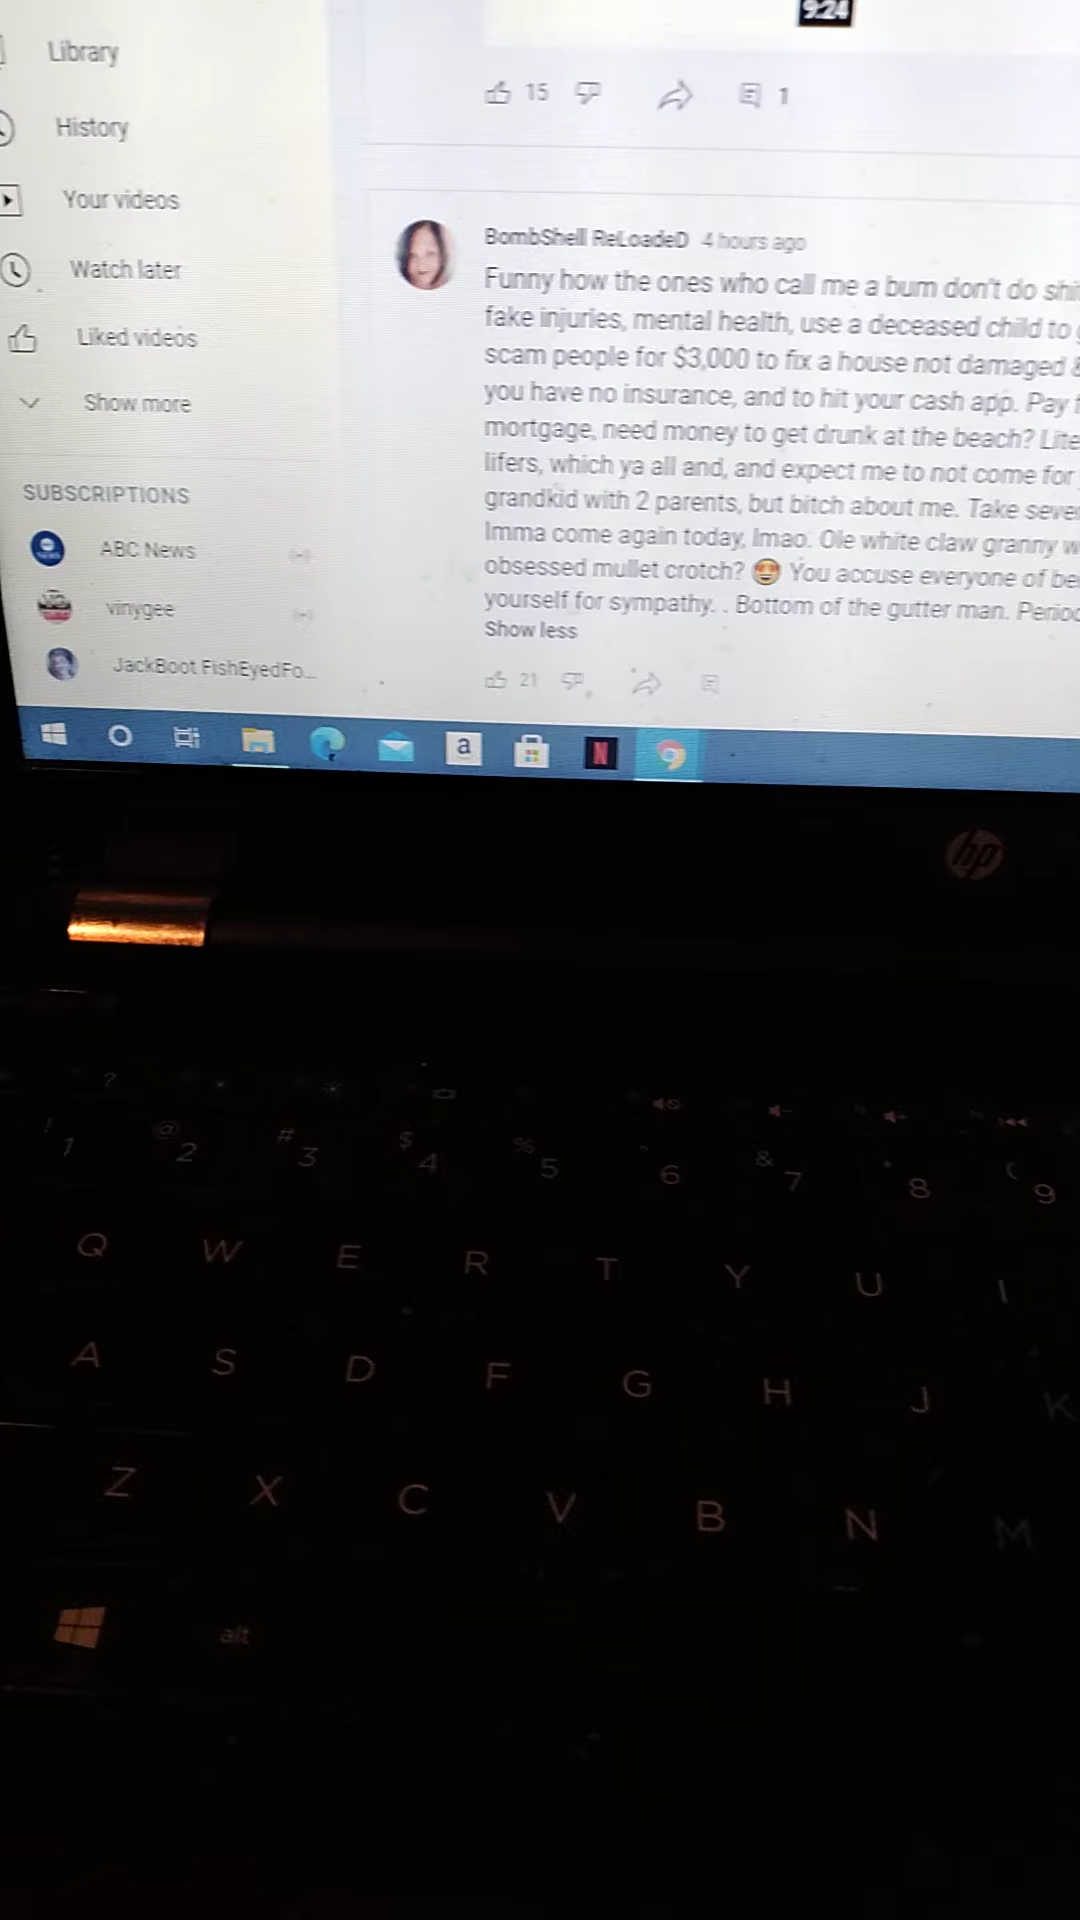 9:24
Library
15
1
History
Your videos
BombShell ReLoadeD 4 hours ago
Watch later
Funny how the ones who call me a bum don't do shi
fake injuries, mental health, use a deceased child to
Liked videos
scam people for $3,000 to fix a house not damaged &
Show more
you have no insurance, and to hit your cash app. Pay
mortgage, need money to get drunk at the beach? Lite
lifers, which ya all and, and expect me to not come for
SUBSCRIPTIONS
grandkid with 2 parents, but bitch about me. Take seve
ABC News
Imma come again today, lmao. Ole white claw granny w
obsessed mullet crotch? 🤩 You accuse everyone of be
vinygee
yourself for sympathy. . Bottom of the gutter man. Perio
Show less
JackBoot FishEyedFo...
21
a
N
hp
?
! 1 @ 2 # 3 $ 4 % 5 6 & 7 8 ( 9
Q W E R T Y U I
A S D F G H J K
Z X C V B N M
alt